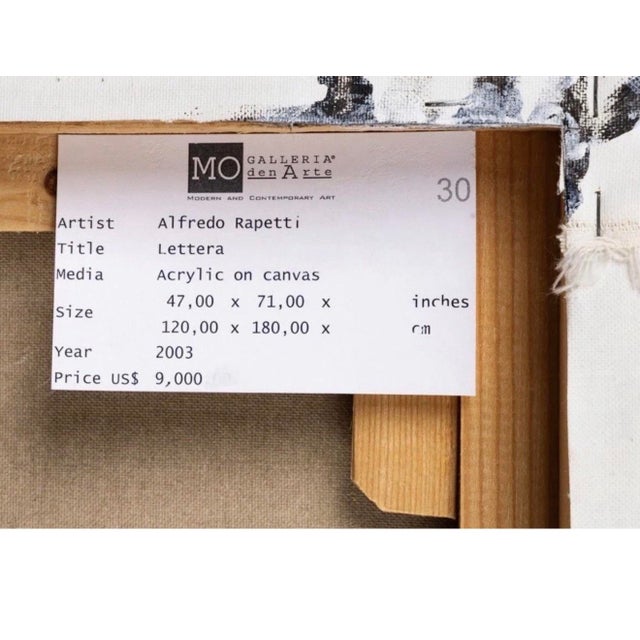 MO GALLERIA®
den Arte
MODERN AND CONTEMPORARY ART
30
Artist Alfredo Rapetti
Title Lettera
Media Acrylic on canvas
Size 47,00 x 71,00 x inches
120,00 x 180,00 x cm
Year 2003
Price US$ 9,000